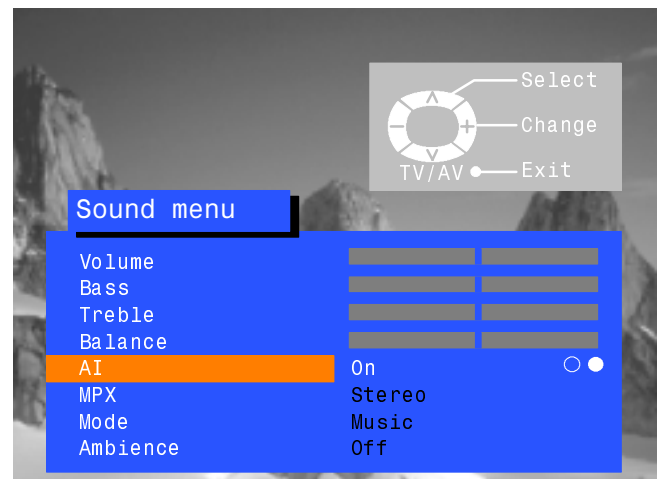 Select
Change
TV/AV Exit
Sound menu
Volume
Bass
Treble
Balance
AI On
MPX Stereo
Mode Music
Ambience Off